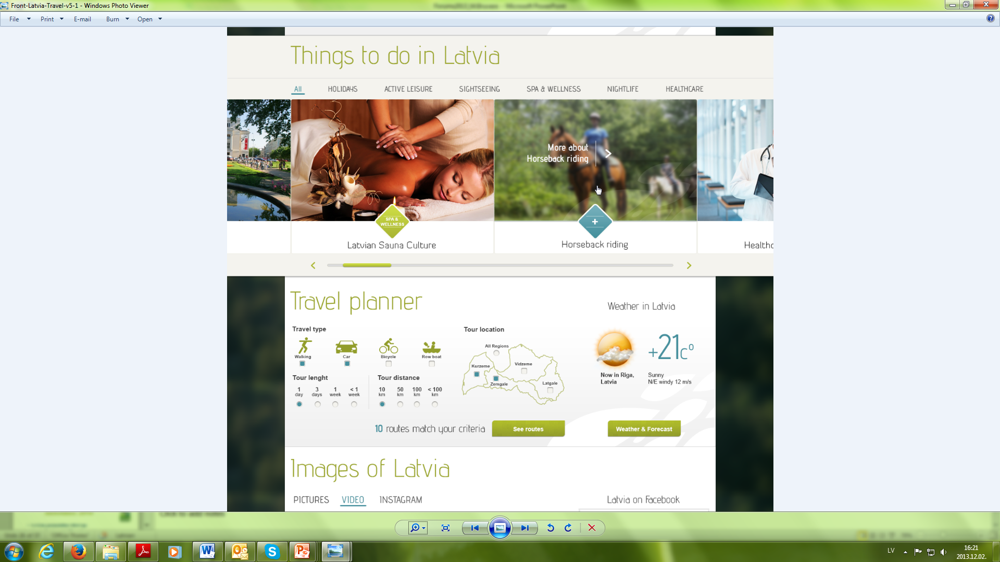 Front-Latvia-Travel-v5-1 - Windows Photo Viewer
File Print E-mail Burn Open
Things to do in Latvia
All HOLIDAYS ACTIVE LEISURE SIGHTSEEING SPA & WELLNESS NIGHTLIFE HEALTHCARE
More about
Horseback riding
SPA &
WELLNESS
+
Latvian Sauna Culture
Horseback riding
Healthc
Travel planner
Weather in Latvia
Travel type
Walking Car Bicycle Row boat
Tour lenght
1 day 3 days 1 week < 1 week
Tour distance
10 km 50 km 100 km < 100 km
Tour location
All Regions
Kurzeme
Vidzeme
Zemgale
Latgale
+21c°
Now in Riga,
Latvia
Sunny
N/E windy 12 m/s
10 routes match your criteria
See routes
Weather & Forecast
Images of Latvia
PICTURES VIDEO INSTAGRAM
Latvia on Facebook
LV
16:21
2013.12.02.